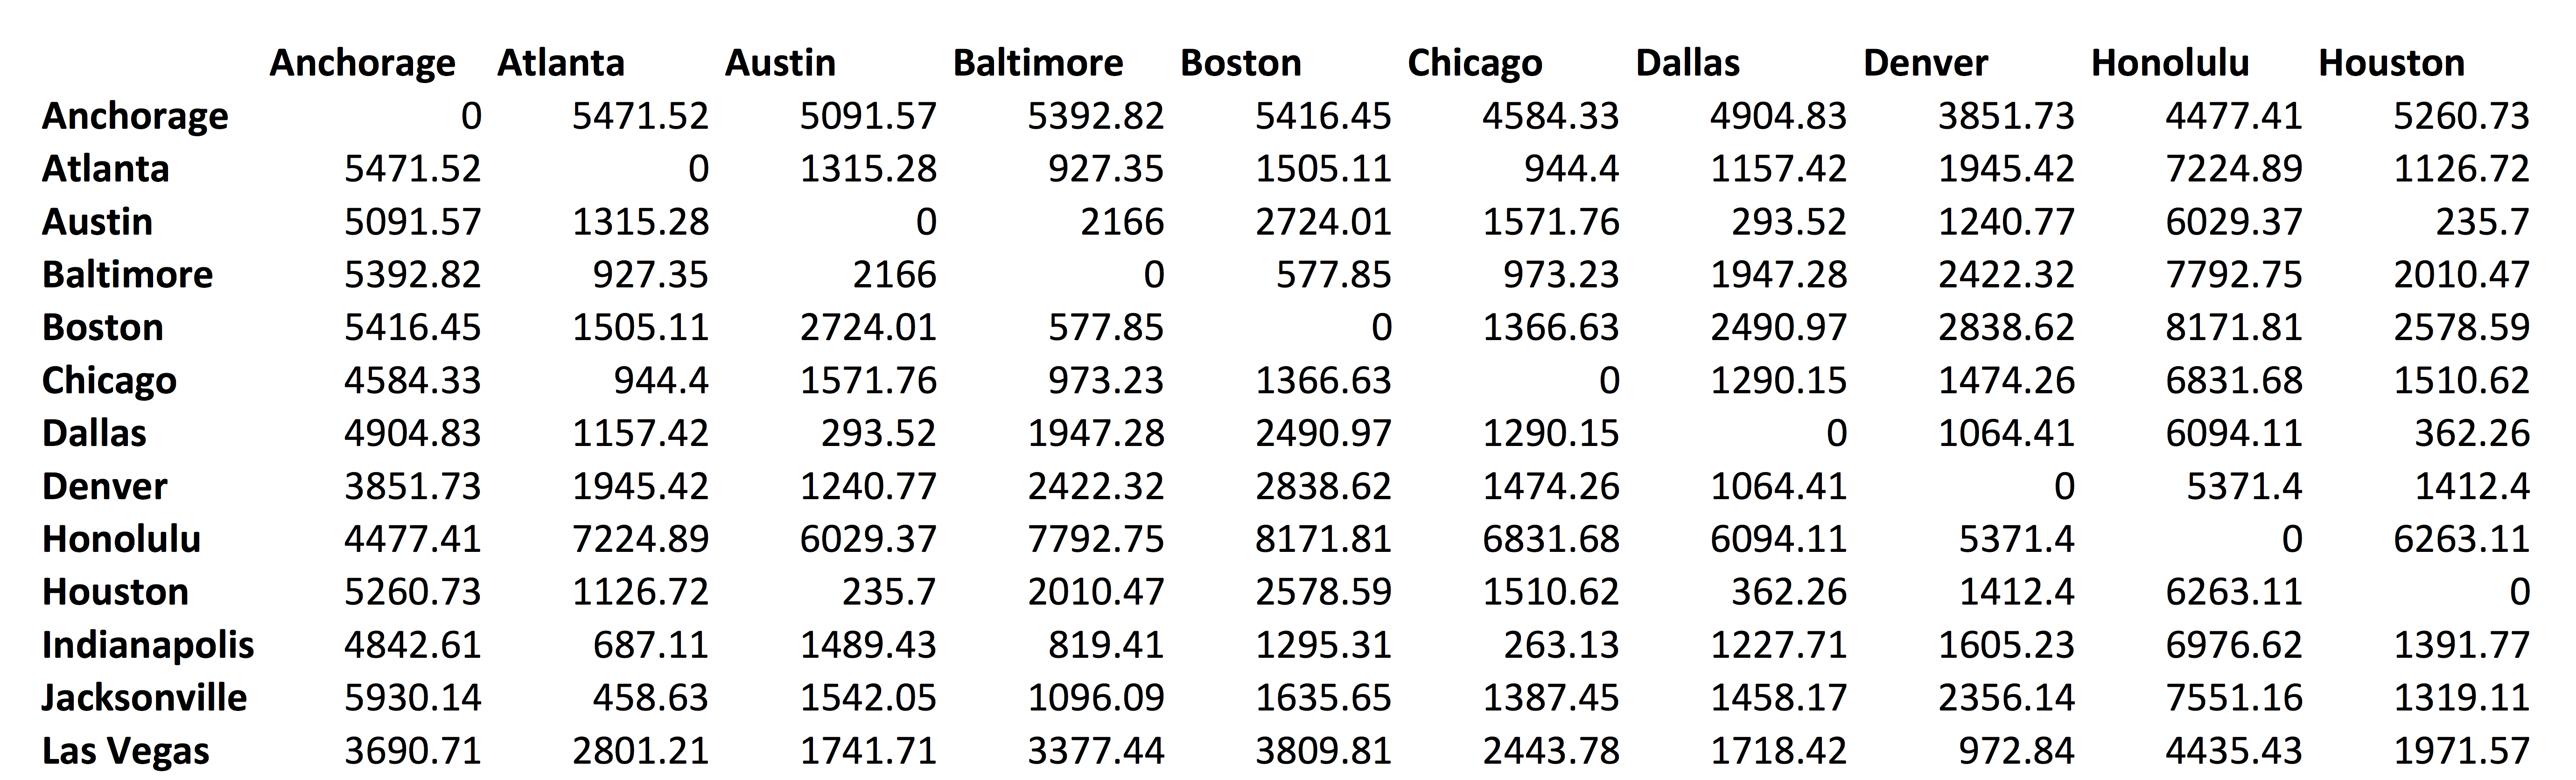 Anchorage Atlanta Austin Baltimore Boston Chicago Dallas Denver Honolulu Houston
Anchorage 0 5471.52 5091.57 5392.82 5416.45 4584.33 4904.83 3851.73 4477.41 5260.73
Atlanta 5471.52 0 1315.28 927.35 1505.11 944.4 1157.42 1945.42 7224.89 1126.72
Austin 5091.57 1315.28 0 2166 2724.01 1571.76 293.52 1240.77 6029.37 235.7
Baltimore 5392.82 927.35 2166 0 577.85 973.23 1947.28 2422.32 7792.75 2010.47
Boston 5416.45 1505.11 2724.01 577.85 0 1366.63 2490.97 2838.62 8171.81 2578.59
Chicago 4584.33 944.4 1571.76 973.23 1366.63 0 1290.15 1474.26 6831.68 1510.62
Dallas 4904.83 1157.42 293.52 1947.28 2490.97 1290.15 0 1064.41 6094.11 362.26
Denver 3851.73 1945.42 1240.77 2422.32 2838.62 1474.26 1064.41 0 5371.4 1412.4
Honolulu 4477.41 7224.89 6029.37 7792.75 8171.81 6831.68 6094.11 5371.4 0 6263.11
Houston 5260.73 1126.72 235.7 2010.47 2578.59 1510.62 362.26 1412.4 6263.11 0
Indianapolis 4842.61 687.11 1489.43 819.41 1295.31 263.13 1227.71 1605.23 6976.62 1391.77
Jacksonville 5930.14 458.63 1542.05 1096.09 1635.65 1387.45 1458.17 2356.14 7551.16 1319.11
Las Vegas 3690.71 2801.21 1741.71 3377.44 3809.81 2443.78 1718.42 972.84 4435.43 1971.57